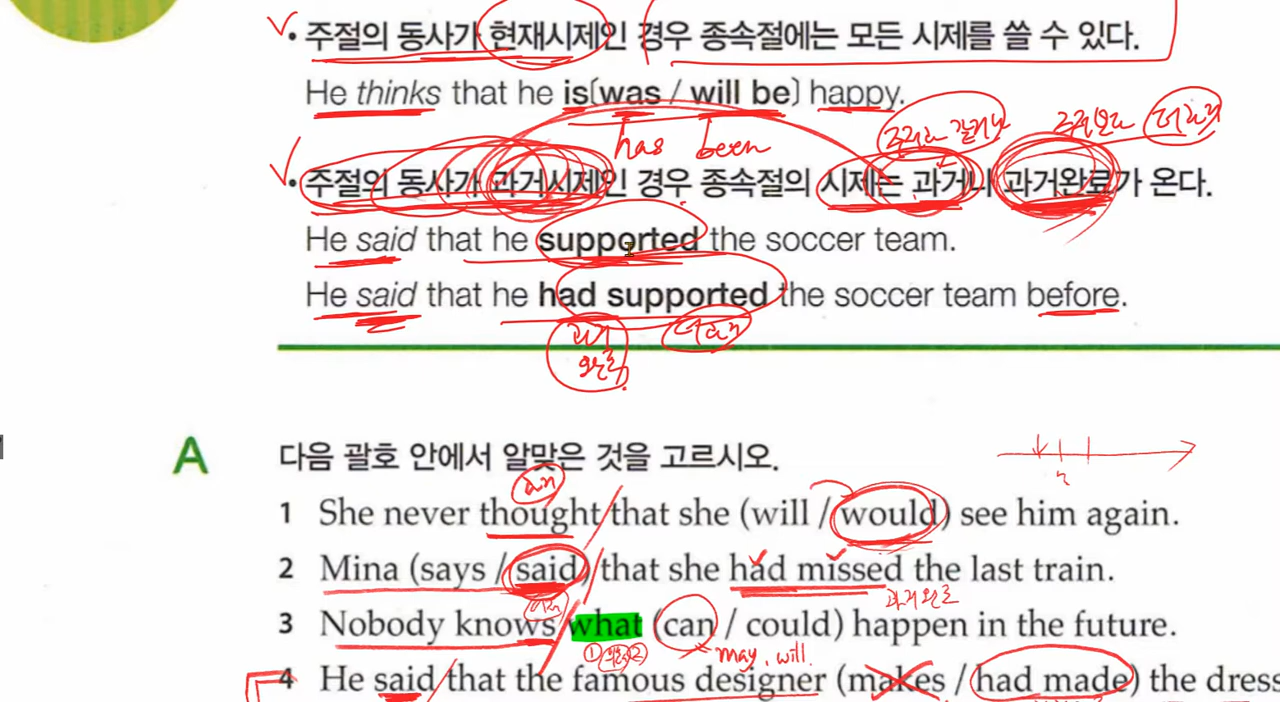 • 주절의 동사가 현재시제인 경우 종속절에는 모든 시제를 쓸 수 있다.
He thinks that he is(was / will be) happy.
has been
• 주절의 동사가 과거시제인 경우 종속절의 시제는 과거나 과거완료가 온다.
He said that he supported the soccer team.
He said that he had supported the soccer team before.
과거
완료
A 다음 괄호 안에서 알맞은 것을 고르시오.
1 She never thought that she (will / would) see him again.
2 Mina (says / said) that she had missed the last train.
과거완료
3 Nobody knows what (can / could) happen in the future.
① ②
may, will.
4 He said that the famous designer (makes / had made) the dress